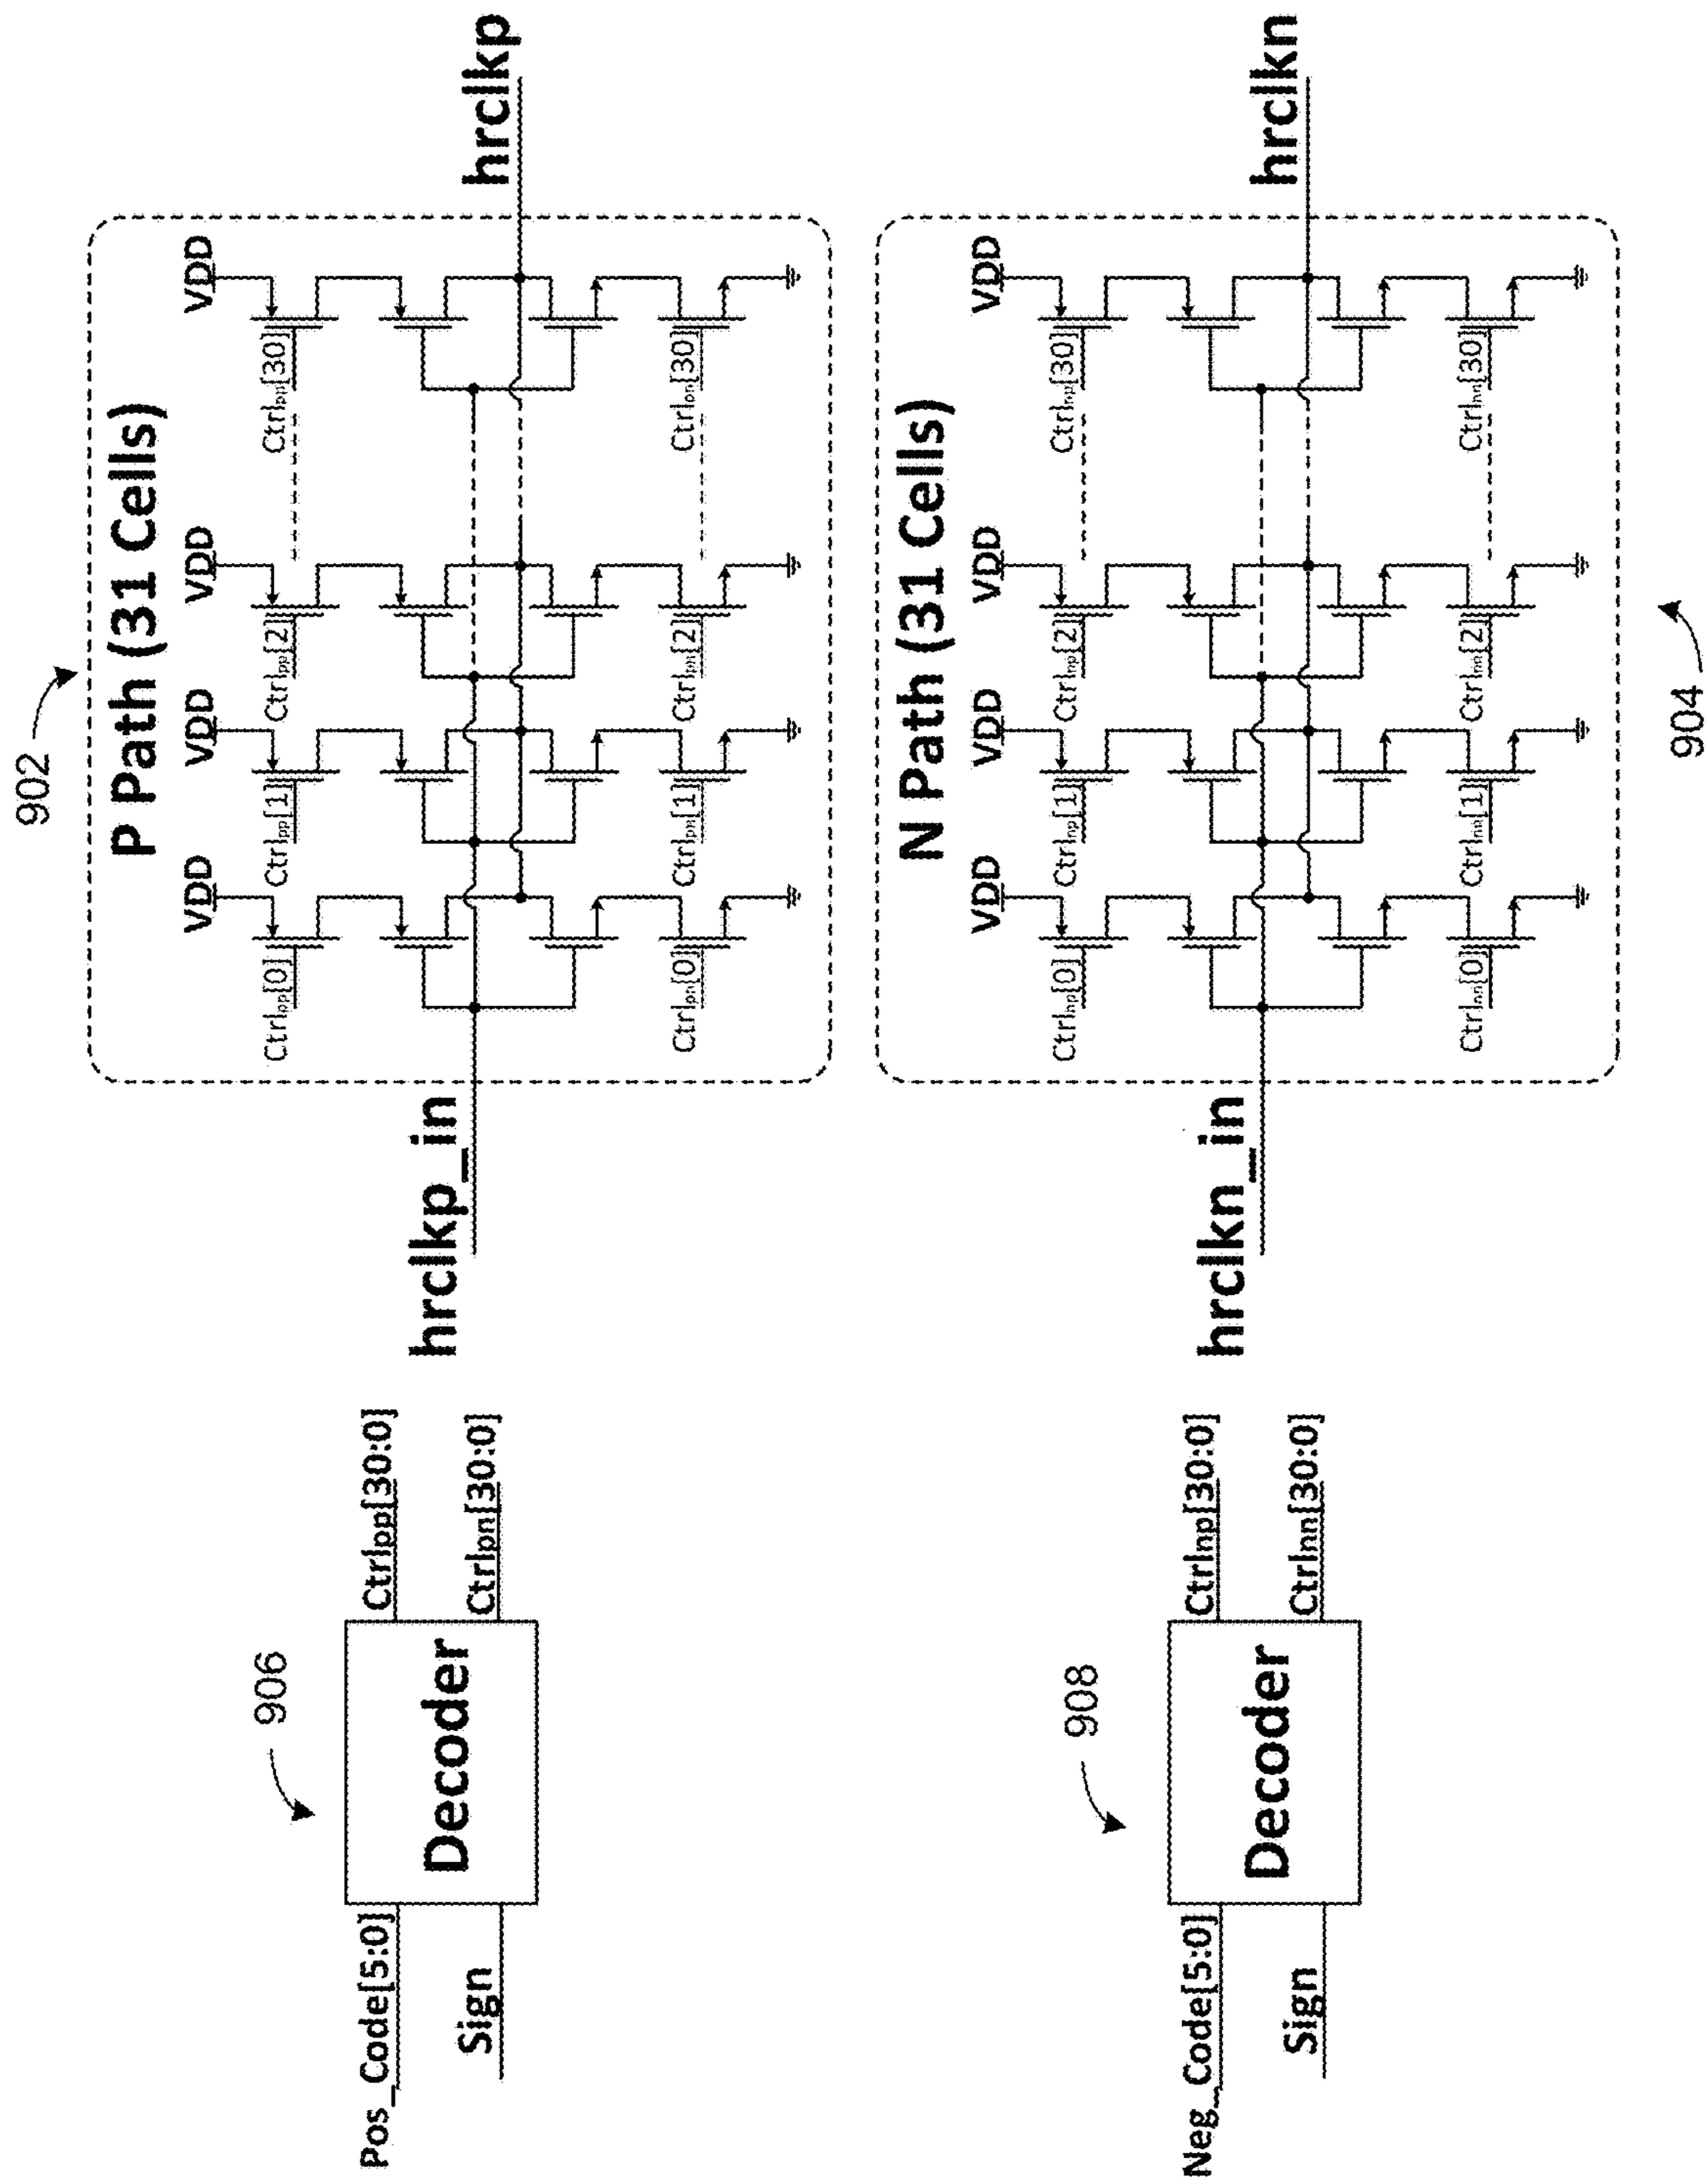 902
P Path (31 Cells)
VDD VDD VDD VDD
Ctrlpp[0] Ctrlpp[1] Ctrlpp[2] Ctrlpp[30]
hrclkp_in
hrclkp
Ctrlpn[0] Ctrlpn[1] Ctrlpn[2] Ctrlpn[30]
906
Pos_Code[5:0]
Sign
Decoder
Ctrlpp[30:0]
Ctrlpn[30:0]
N Path (31 Cells)
VDD VDD VDD VDD
Ctrlnp[0] Ctrlnp[1] Ctrlnp[2] Ctrlnp[30]
hrclkn_in
hrclkn
Ctrlnn[0] Ctrlnn[1] Ctrlnn[2] Ctrlnn[30]
904
908
Neg_Code[5:0]
Sign
Decoder
Ctrlnp[30:0]
Ctrlnn[30:0]